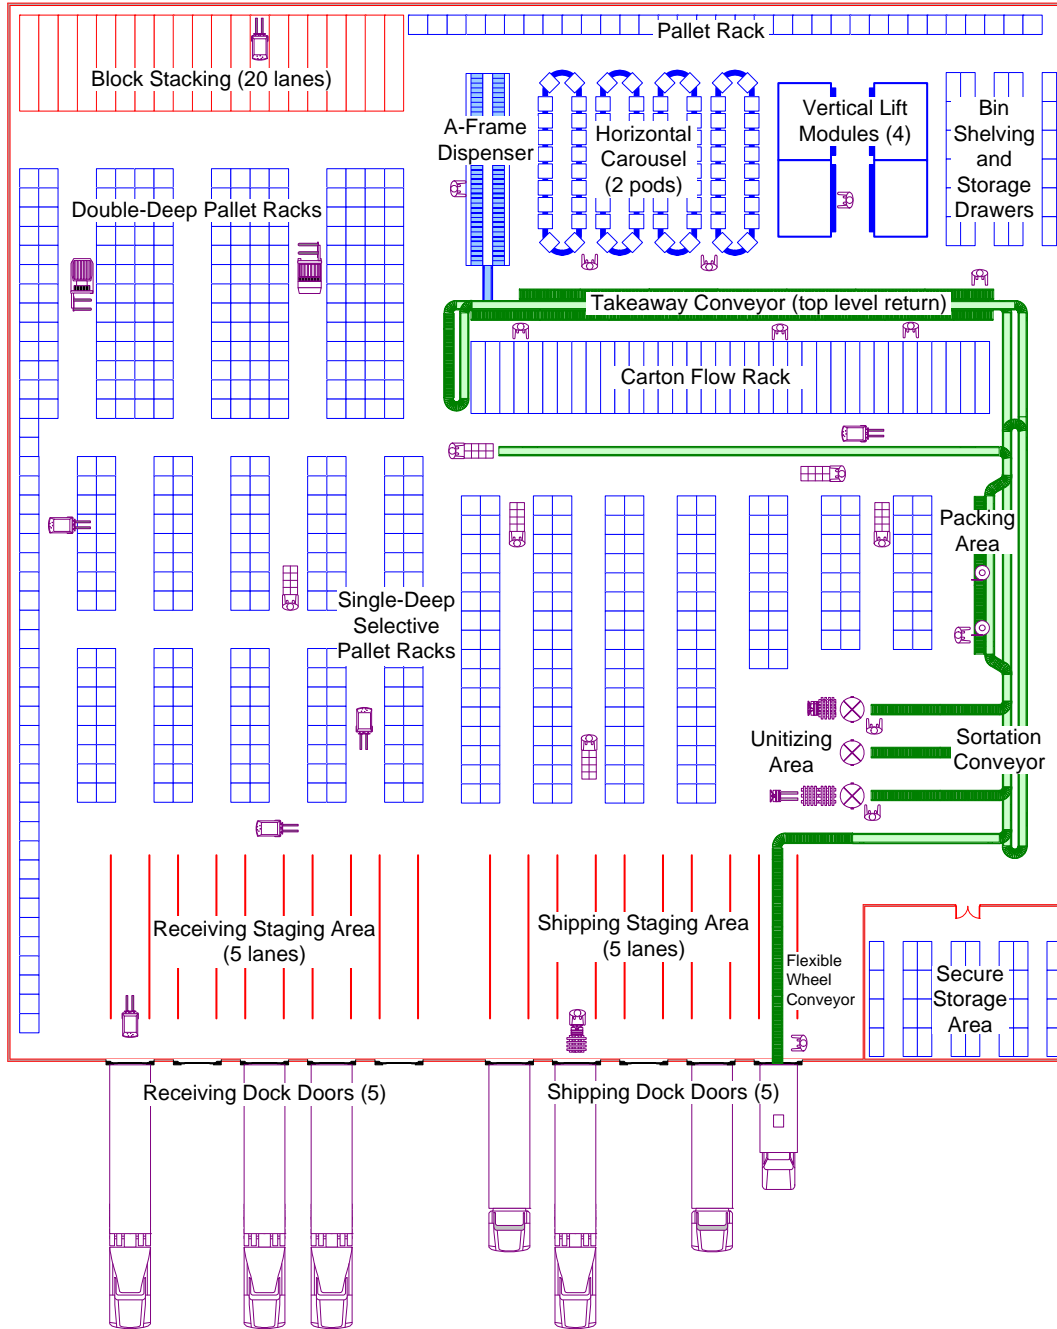 Pallet Rack
Block Stacking (20 lanes)
A-Frame
Dispenser
Horizontal
Carousel
(2 pods)
Vertical Lift
Modules (4)
Bin
Shelving
and
Storage
Drawers
Double-Deep Pallet Racks
Takeaway Conveyor (top level return)
Carton Flow Rack
Packing
Area
Single-Deep
Selective
Pallet Racks
Unitizing
Area
Sortation
Conveyor
Receiving Staging Area
(5 lanes)
Shipping Staging Area
(5 lanes)
Flexible
Wheel
Conveyor
Secure
Storage
Area
Receiving Dock Doors (5)
Shipping Dock Doors (5)